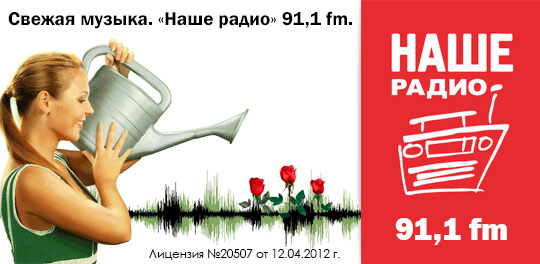 Свежая музыка. «Наше радио» 91,1 fm.
НАШЕ
РАДИО
91,1 fm
Лицензия №20507 от 12.04.2012 г.